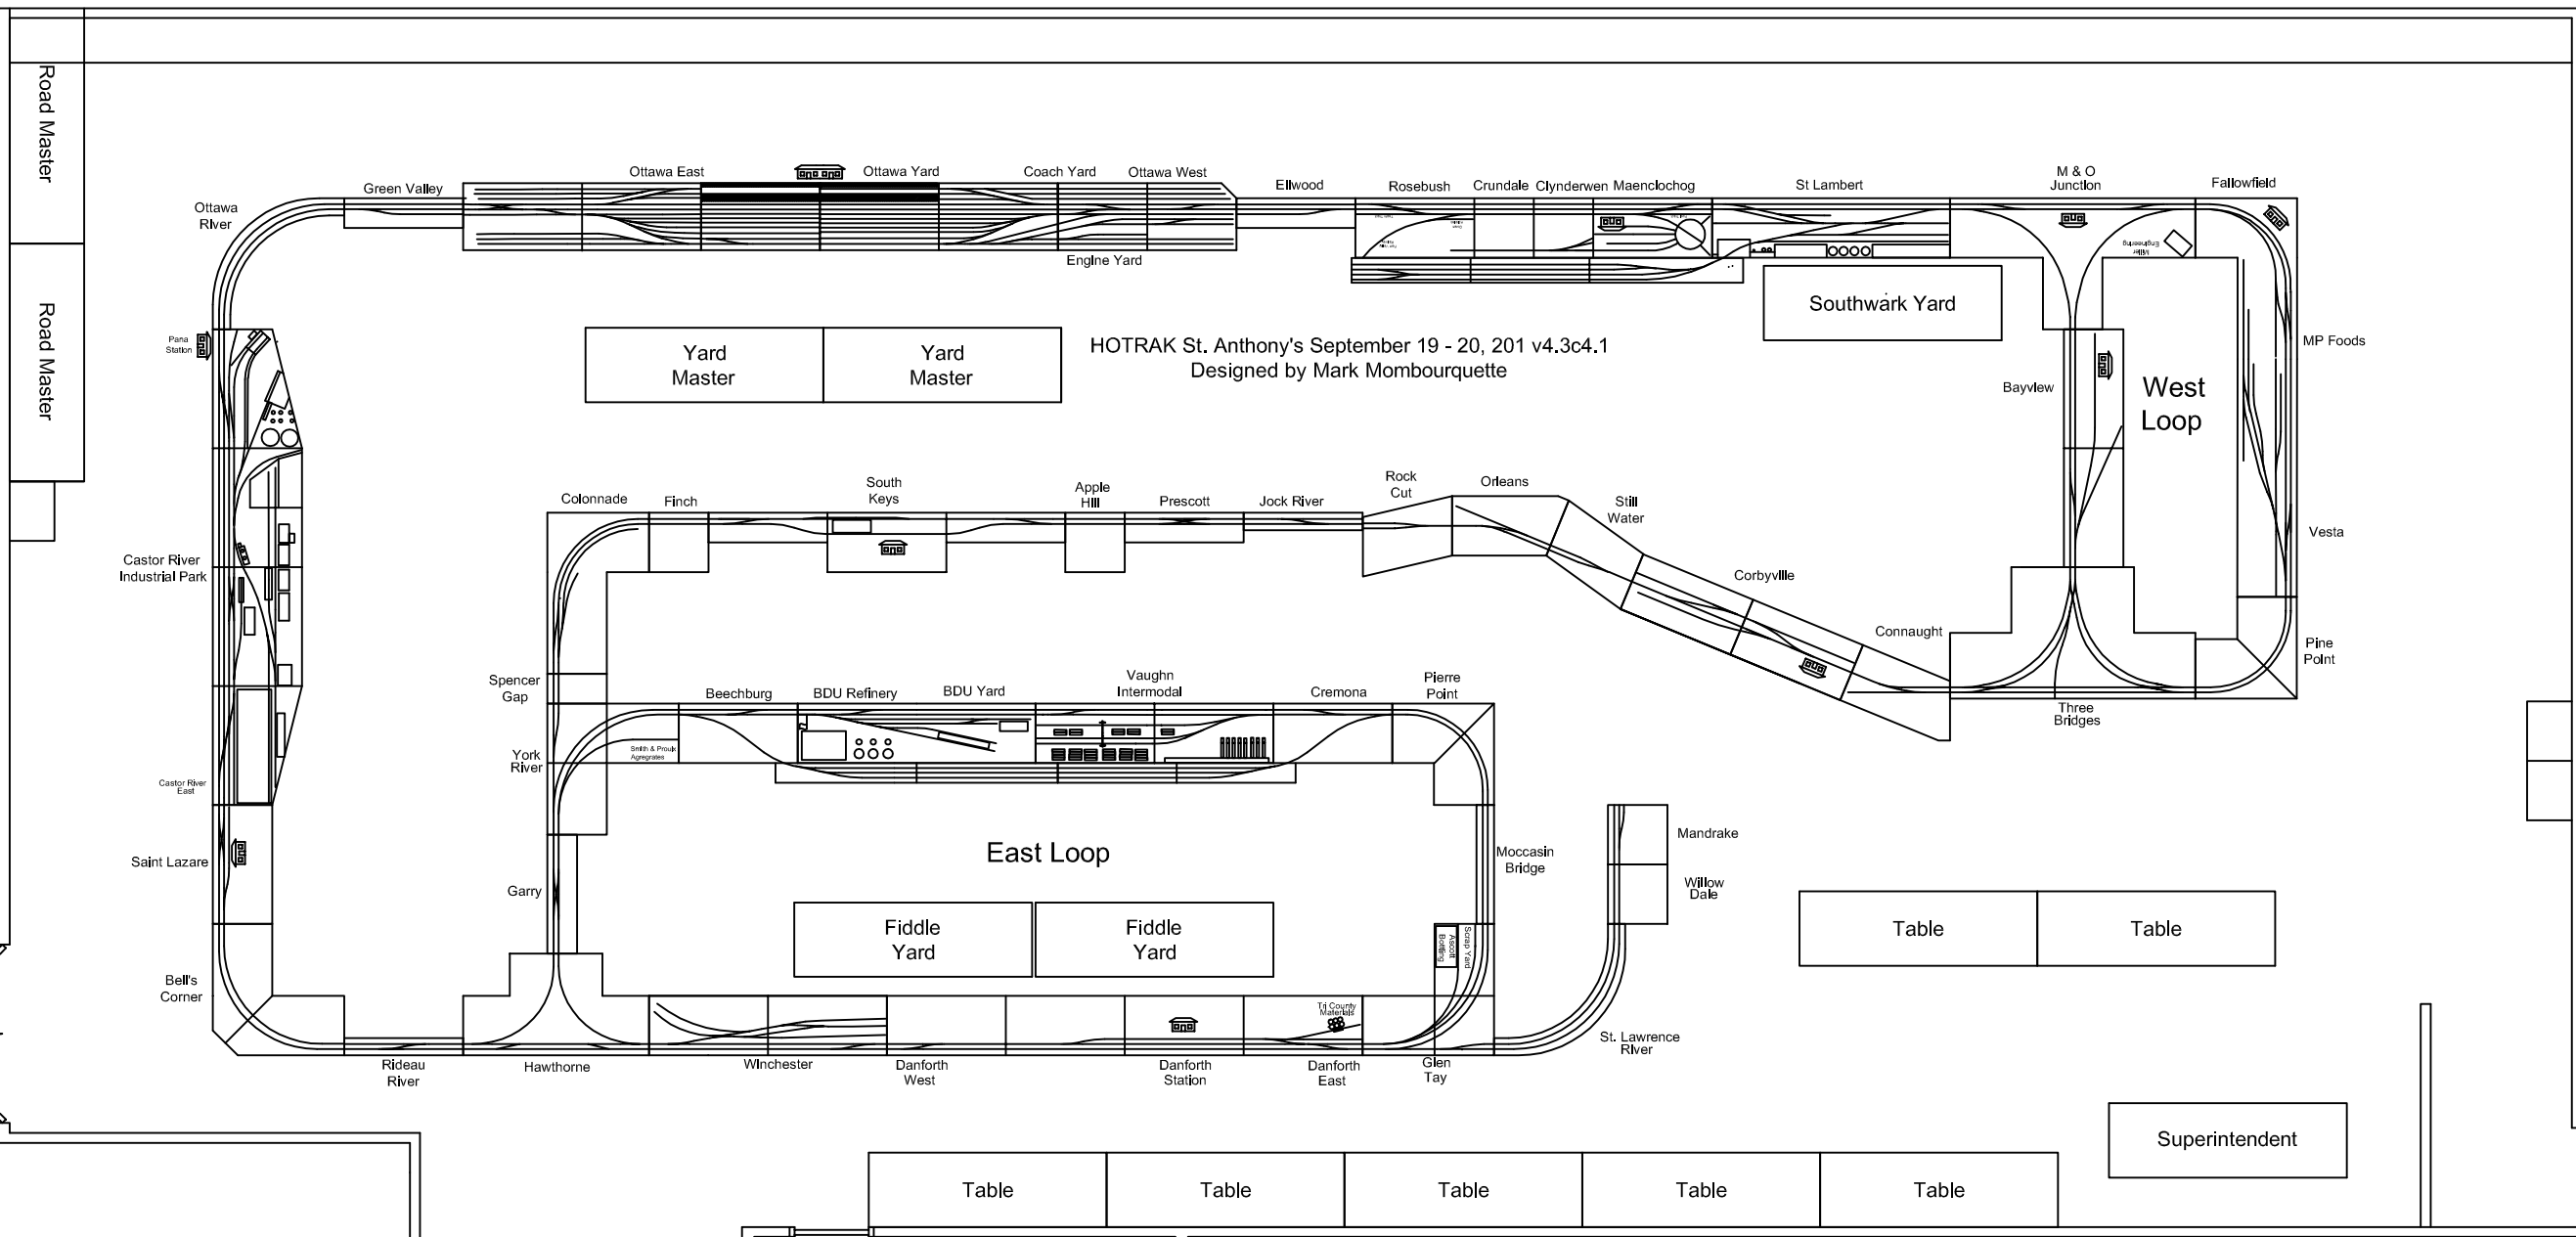 Road Master
Road Master
Ottawa East
Ottawa Yard
Coach Yard
Ottawa West
Green Valley
Ellwood
Rosebush
Crundale
Clynderwen
Maenclochog
St Lambert
M & O
Junction
Fallowfield
Ottawa
River
Engine Yard
Miller
Engineering
Southwark Yard
Pana
Station
Yard
Master
Yard
Master
HOTRAK St. Anthony's September 19 - 20, 201 v4.3c4.1
Designed by Mark Mombourquette
MP Foods
Bayview
West
Loop
Colonnade
Finch
South
Keys
Apple
Hill
Prescott
Jock River
Rock
Cut
Orleans
Still
Water
Vesta
Castor River
Industrial Park
Corbyville
Connaught
Pine
Point
Spencer
Gap
Beechburg
BDU Refinery
BDU Yard
Vaughn
Intermodal
Cremona
Pierre
Point
Three
Bridges
York
River
Smith & Proulx
Agregrates
Castor River
East
Saint Lazare
East Loop
Moccasin
Bridge
Mandrake
Willow
Dale
Garry
Fiddle
Yard
Fiddle
Yard
Scrap Yard
Ascott
Bottling
Table
Table
Bell's
Corner
Tri County
Materials
St. Lawrence
River
Rideau
River
Hawthorne
Winchester
Danforth
West
Danforth
Station
Danforth
East
Glen
Tay
Superintendent
Table
Table
Table
Table
Table